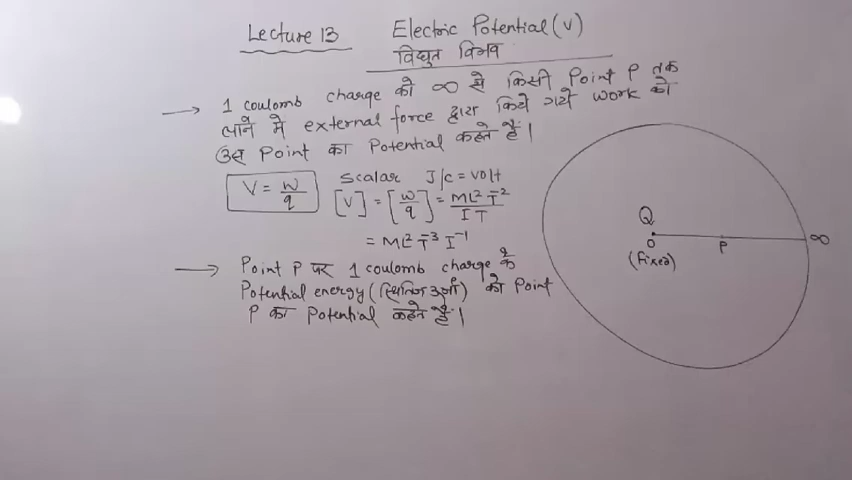 Lecture 13
Electric Potential (V)
विद्युत विभव
→ 1 coulomb charge को ∞ से किसी Point P तक
लाने में external force द्वारा किये गये work को
उस Point का Potential कहते हैं।
V = W/q
Scalar J/C = volt
[V] = [W/q] = ML²T⁻²/IT
= ML²T⁻³I⁻¹
→ Point P पर 1 coulomb charge के
Potential energy (स्थितिज ऊर्जा) को Point
P का Potential कहते हैं।
Q
O P ∞
(Fixed)